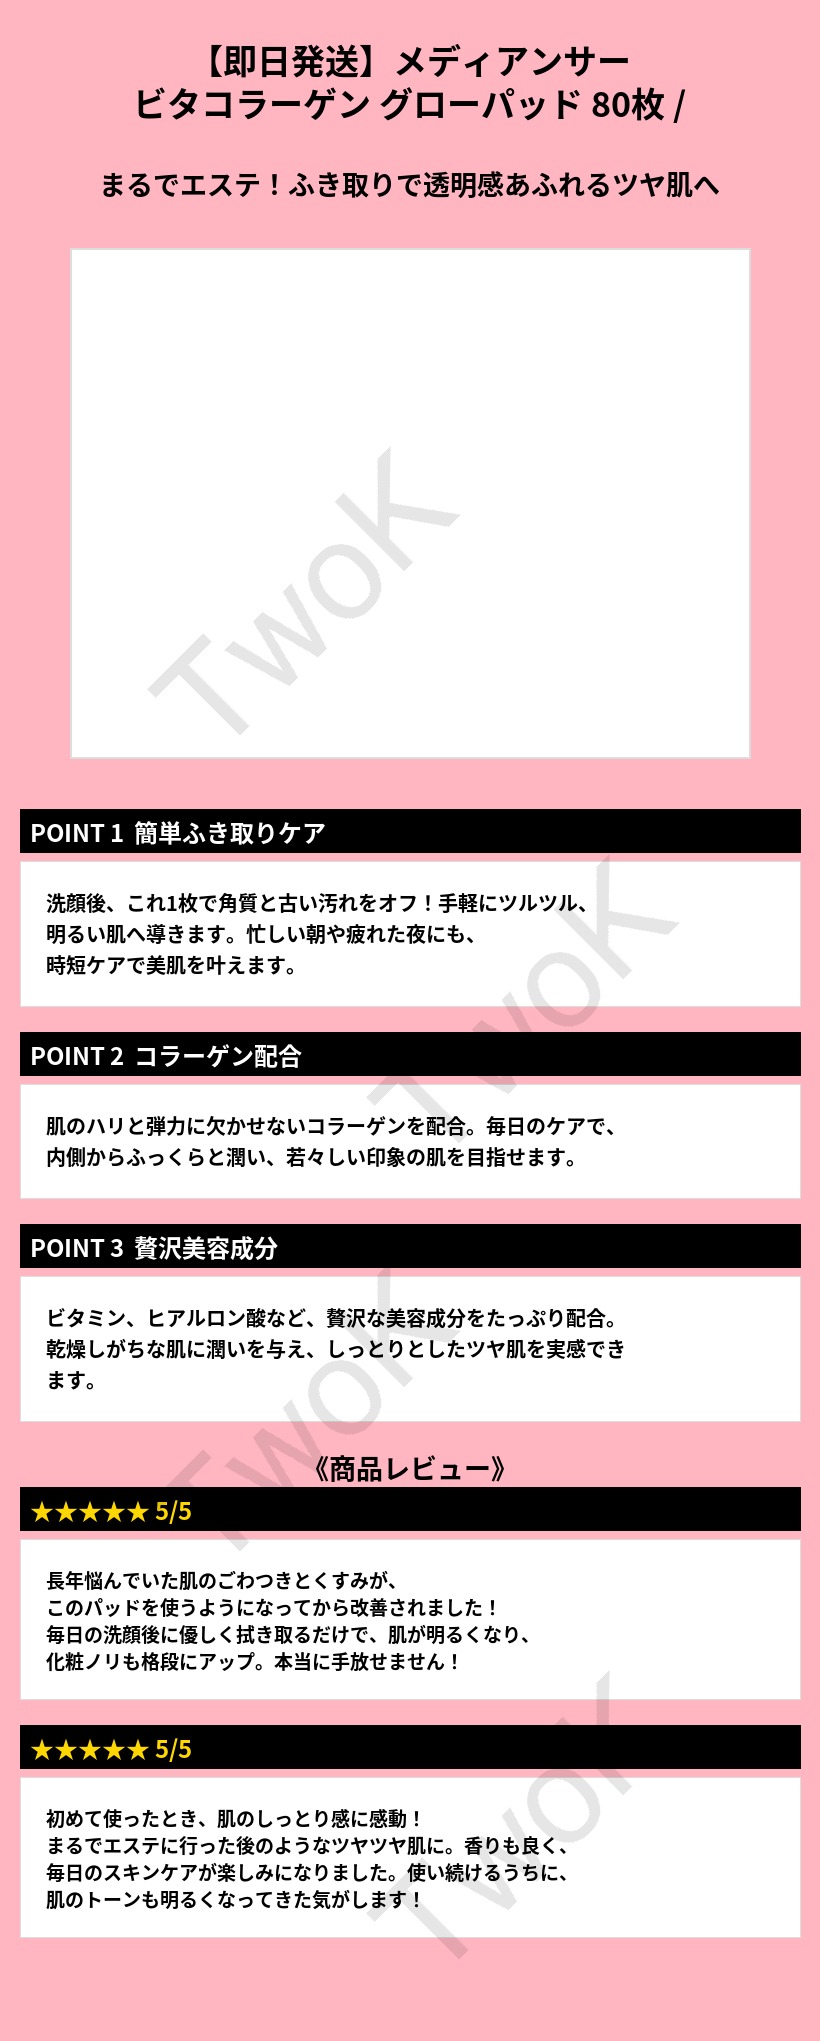 【即日発送】メディアンサー
ビタコラーゲン グローパッド 80枚 /
まるでエステ！ふき取りで透明感あふれるツヤ肌へ
TwoK
POINT 1 簡単ふき取りケア
洗顔後、これ1枚で角質と古い汚れをオフ！手軽にツルツル、
明るい肌へ導きます。忙しい朝や疲れた夜にも、
時短ケアで美肌を叶えます。
TwoK
POINT 2 コラーゲン配合
肌のハリと弾力に欠かせないコラーゲンを配合。毎日のケアで、
内側からふっくらと潤い、若々しい印象の肌を目指せます。
POINT 3 贅沢美容成分
ビタミン、ヒアルロン酸など、贅沢な美容成分をたっぷり配合。
乾燥しがちな肌に潤いを与え、しっとりとしたツヤ肌を実感でき
ます。
TwoK
《商品レビュー》
★★★★★ 5/5
長年悩んでいた肌のごわつきとくすみが、
このパッドを使うようになってから改善されました！
毎日の洗顔後に優しく拭き取るだけで、肌が明るくなり、
化粧ノリも格段にアップ。本当に手放せません！
★★★★★ 5/5
初めて使ったとき、肌のしっとり感に感動！
まるでエステに行った後のようなツヤツヤ肌に。香りも良く、
毎日のスキンケアが楽しみになりました。使い続けるうちに、
肌のトーンも明るくなってきた気がします！
TwoK